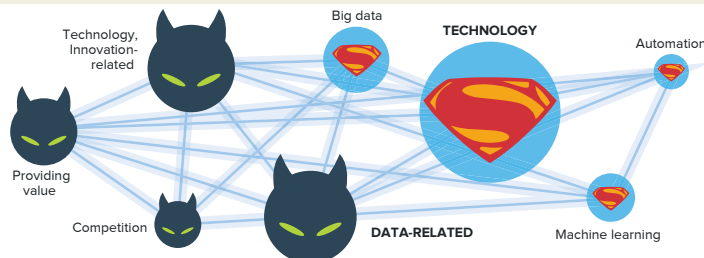 Big data
TECHNOLOGY
Technology,
Innovation-
related
Automation
Providing
value
Competition
DATA-RELATED
Machine learning